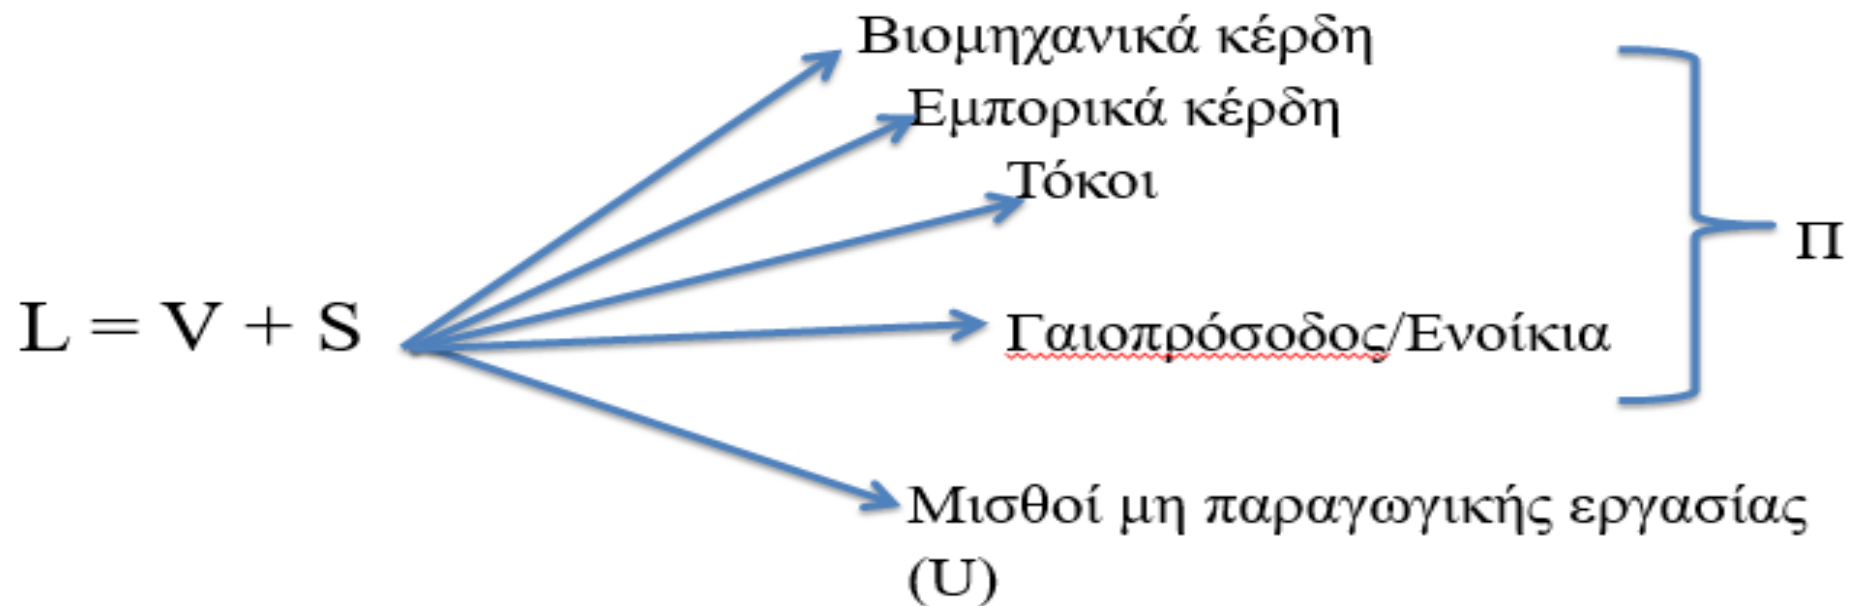 Βιομηχανικά κέρδη
Εμπορικά κέρδη
Τόκοι
Π
L = V + S
Γαιοπρόσοδος/Ενοίκια
Μισθοί μη παραγωγικής εργασίας
(U)